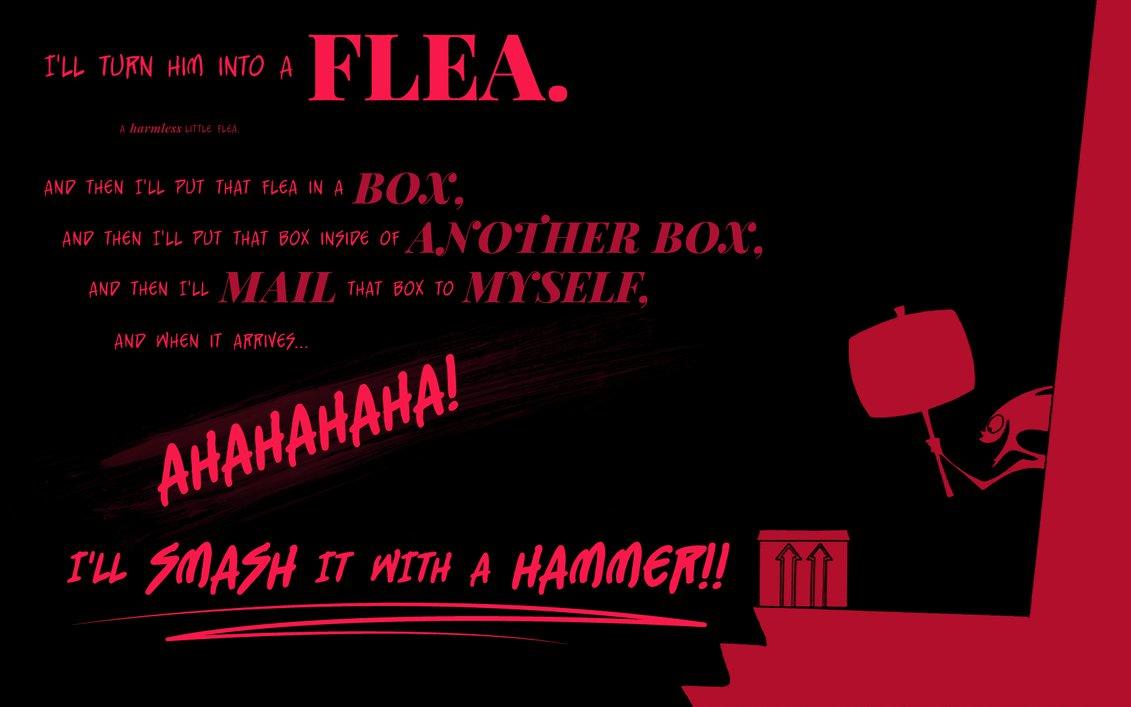 I'LL TURN HIM INTO A FLEA.
A harmless LITTLE FLEA.
AND THEN I'LL PUT THAT FLEA IN A BOX,
AND THEN I'LL PUT THAT BOX INSIDE OF ANOTHER BOX,
AND THEN I'LL MAIL THAT BOX TO MYSELF,
AND WHEN IT ARRIVES...
AHAHAHAHA!
I'LL SMASH IT WITH A HAMMER!!